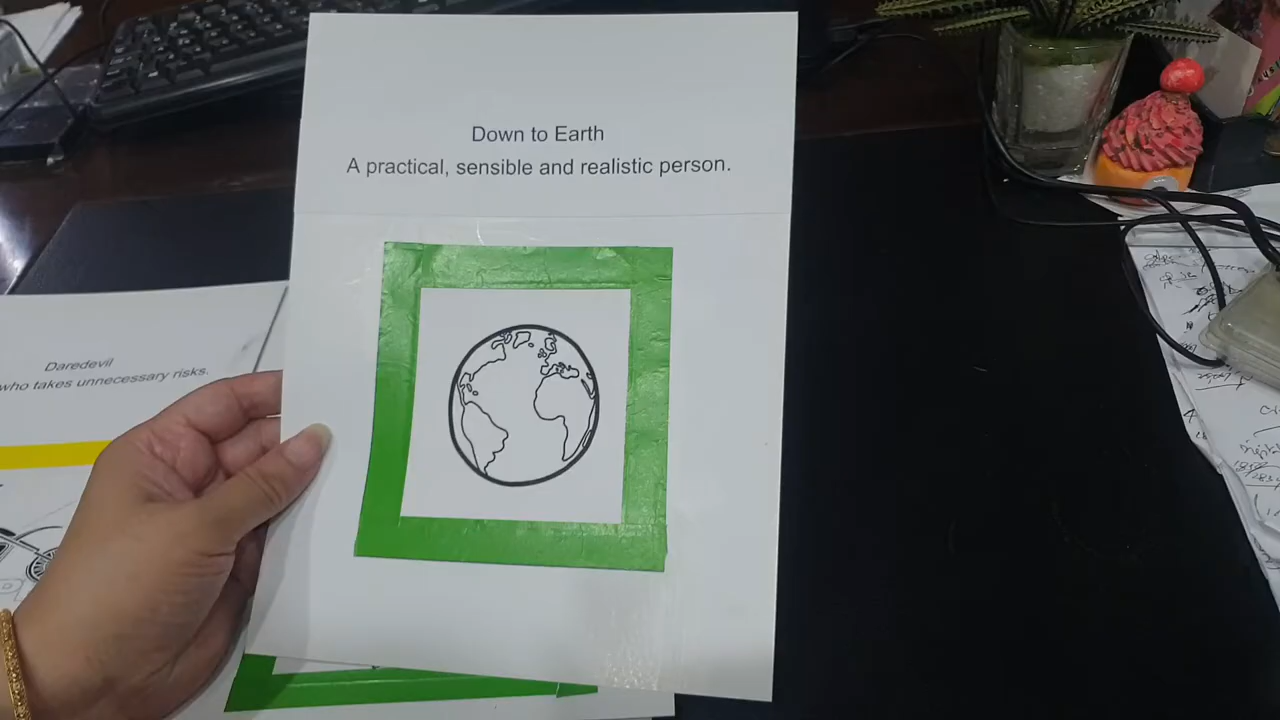 Down to Earth
A practical, sensible and realistic person.
Daredevil
who takes unnecessary risks.